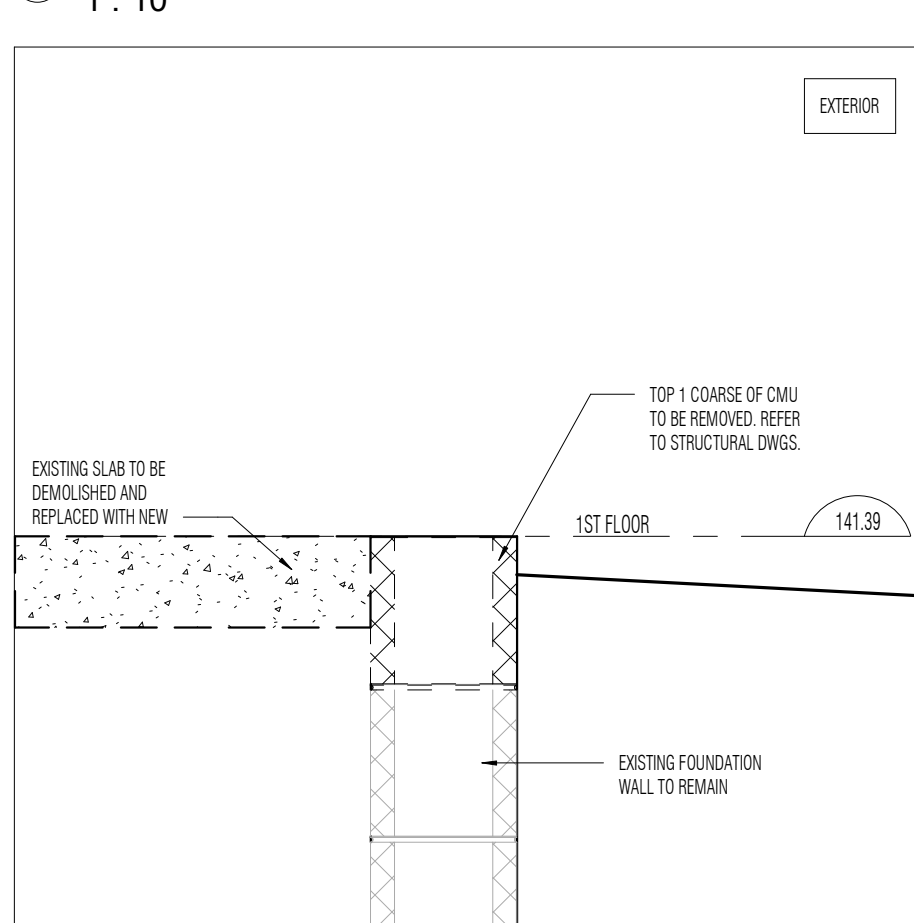 1 : 10
EXTERIOR
TOP 1 COARSE OF CMU
TO BE REMOVED. REFER
TO STRUCTURAL DWGS.
EXISTING SLAB TO BE
DEMOLISHED AND
REPLACED WITH NEW
1ST FLOOR
141.39
EXISTING FOUNDATION
WALL TO REMAIN